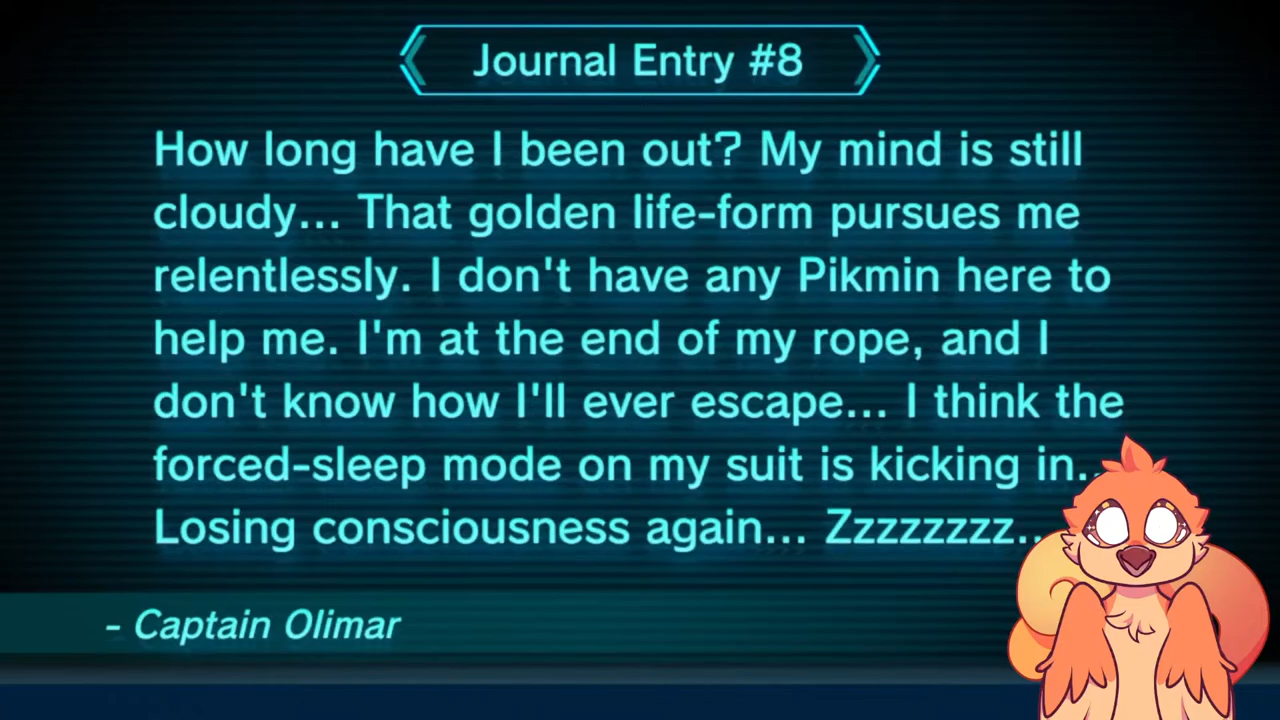 Journal Entry #8
How long have I been out? My mind is still
cloudy... That golden life-form pursues me
relentlessly. I don't have any Pikmin here to
help me. I'm at the end of my rope, and I
don't know how I'll ever escape... I think the
forced-sleep mode on my suit is kicking in..
Losing consciousness again... Zzzzzzzz..
- Captain Olimar